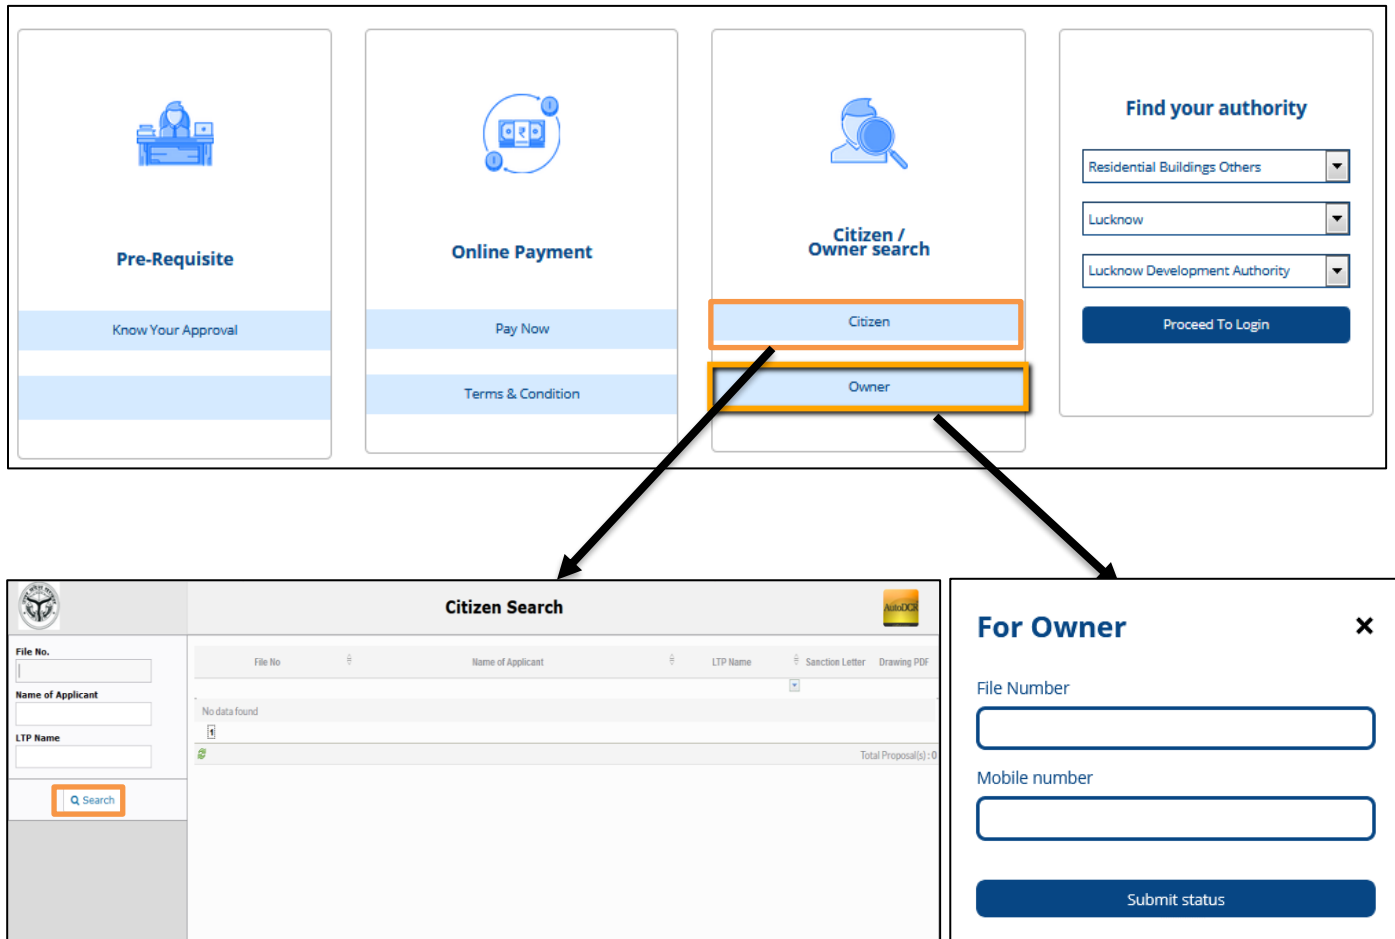 Pre-Requisite
Know Your Approval
Online Payment
Pay Now
Terms & Condition
Citizen /
Owner search
Citizen
Owner
Find your authority
Residential Buildings Others
Lucknow
Lucknow Development Authority
Proceed To Login
Citizen Search
AutoDCR
File No.
Name of Applicant
LTP Name
Search
File No Name of Applicant LTP Name Sanction Letter Drawing PDF
No data found
1
Total Proposal(s) : 0
For Owner
File Number
Mobile number
Submit status